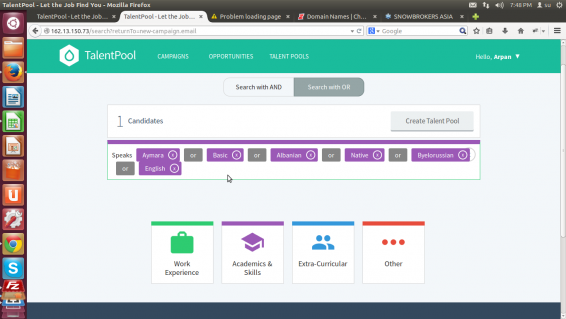 TalentPool - Let the Job Find You - Mozilla Firefox
7:48 PM
su
TalentPool - Let the Job...
TalentPool - Let the Job...
Problem loading page
Domain Names | Ch...
SNOWBROKERS ASIA
162.13.150.73/search?returnTo=new-campaign.email
Google
TalentPool
CAMPAIGNS
OPPORTUNITIES
TALENT POOLS
Hello, Arpan
Search with AND
Search with OR
1 Candidates
Create Talent Pool
Speaks Aymara x or Basic x or Albanian x or Native x or Byelorussian x
or English x
Work Experience
Academics & Skills
Extra-Curricular
Other